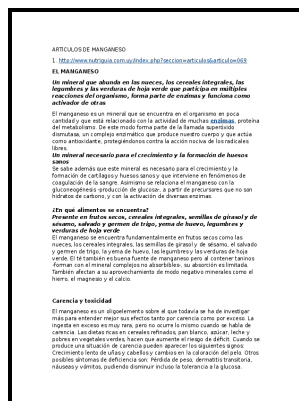 ARTICULOS DE MANGANESO
1. http://www.nutriguia.com.uy/index.php?seccion=articulos&articulo=069
EL MANGANESO
Un mineral que abunda en las nueces, los cereales integrales, las
legumbres y las verduras de hoja verde que participa en múltiples
reacciones del organismo, forma parte de enzimas y funciona como
activador de otras
El manganeso es un mineral que se encuentra en el organismo en poca
cantidad y que está relacionado con la actividad de muchas enzimas, proteína
del metabolismo. De este modo forma parte de la llamada superóxido
dismutasa, un complejo enzimático que produce nuestro cuerpo y que actúa
como antioxidante, protegiéndonos contra la acción nociva de los radicales
libres.
Un mineral necesario para el crecimiento y la formación de huesos
sanos
Se sabe además que este mineral es necesario para el crecimiento y la
formación de cartílagos y huesos sanos y que interviene en fenómenos de
coagulación de la sangre. Asimismo se relaciona el manganeso con la
gluconeogénesis -producción de glucosa- a partir de precursores que no son
hidratos de carbono, y con la activación de diversas enzimas.
¿En qué alimentos se encuentra?
Presente en frutos secos, cereales integrales, semillas de girasol y de
sésamo, salvado y germen de trigo, yema de huevo, legumbres y
verduras de hoja verde
El manganeso se encuentra fundamentalmente en frutos secos como las
nueces, los cereales integrales, las semillas de girasol y de sésamo, el salvado
y germen de trigo, la yema de huevo, las legumbres y las verduras de hoja
verde. El té también es buena fuente de manganeso pero al contener taninos
-forman con el mineral complejos no absorbibles-, su absorción es limitada.
También afectan a su aprovechamiento de modo negativo minerales como el
hierro, el magnesio y el calcio.
Carencia y toxicidad
El manganeso es un oligoelemento sobre el que todavía se ha de investigar
más para entender mejor sus efectos tanto por carencia como por exceso. La
ingesta en exceso es muy rara, pero no ocurre lo mismo cuando se habla de
carencia. Las dietas ricas en cereales refinados, pan blanco, azúcar, leche y
pobres en vegetales verdes, hacen que aumente el riesgo de déficit. Cuando se
produce una situación de carencia pueden aparecer los siguientes signos:
Crecimiento lento de uñas y cabellos y cambios en la coloración del pelo. Otros
posibles síntomas de deficiencia son: Pérdida de peso, dermatitis transitoria,
náuseas y vómitos, pudiendo disminuir incluso la tolerancia a la glucosa.